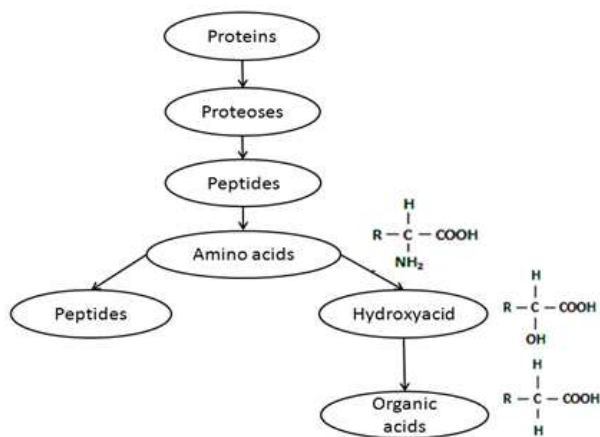 Proteins
Proteoses
Peptides
H
R – C – COOH
NH₂
Amino acids
Peptides
Hydroxyacid
H
R – C – COOH
OH
Organic
acids
H
R – C – COOH
H